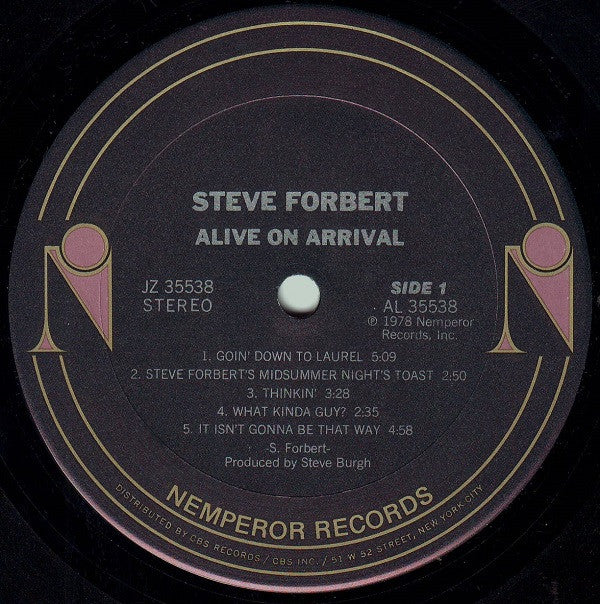 STEVE FORBERT
ALIVE ON ARRIVAL
JZ 35538
STEREO
SIDE 1
AL 35538
℗ 1978 Nemperor
Records, Inc.
1. GOIN' DOWN TO LAUREL 5:09
2. STEVE FORBERT'S MIDSUMMER NIGHT'S TOAST 2:50
3. THINKIN' 3:28
4. WHAT KINDA GUY? 2:35
5. IT ISN'T GONNA BE THAT WAY 4:58
-S. Forbert-
Produced by Steve Burgh
NEMPEROR RECORDS
DISTRIBUTED BY CBS RECORDS / CBS INC. / 51 W 52 STREET, NEW YORK CITY